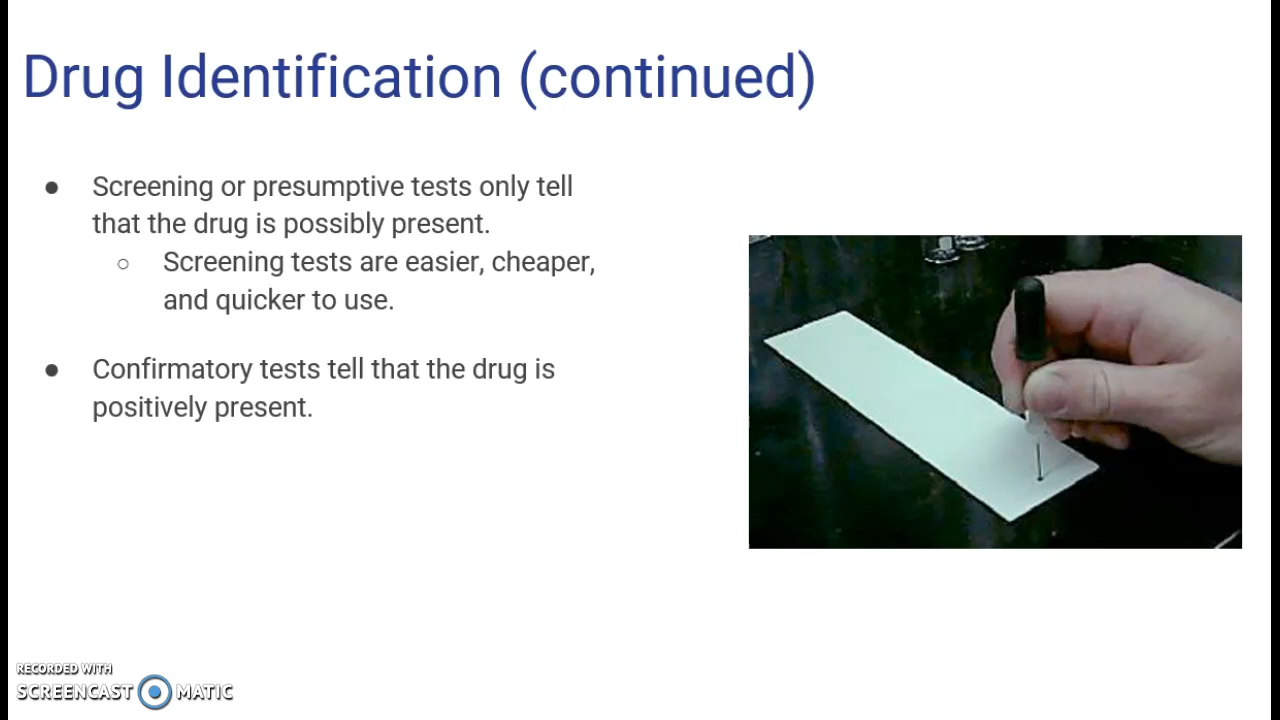 Drug Identification (continued)
● Screening or presumptive tests only tell
that the drug is possibly present.
○ Screening tests are easier, cheaper,
and quicker to use.
● Confirmatory tests tell that the drug is
positively present.
RECORDED WITH
SCREENCAST MATIC